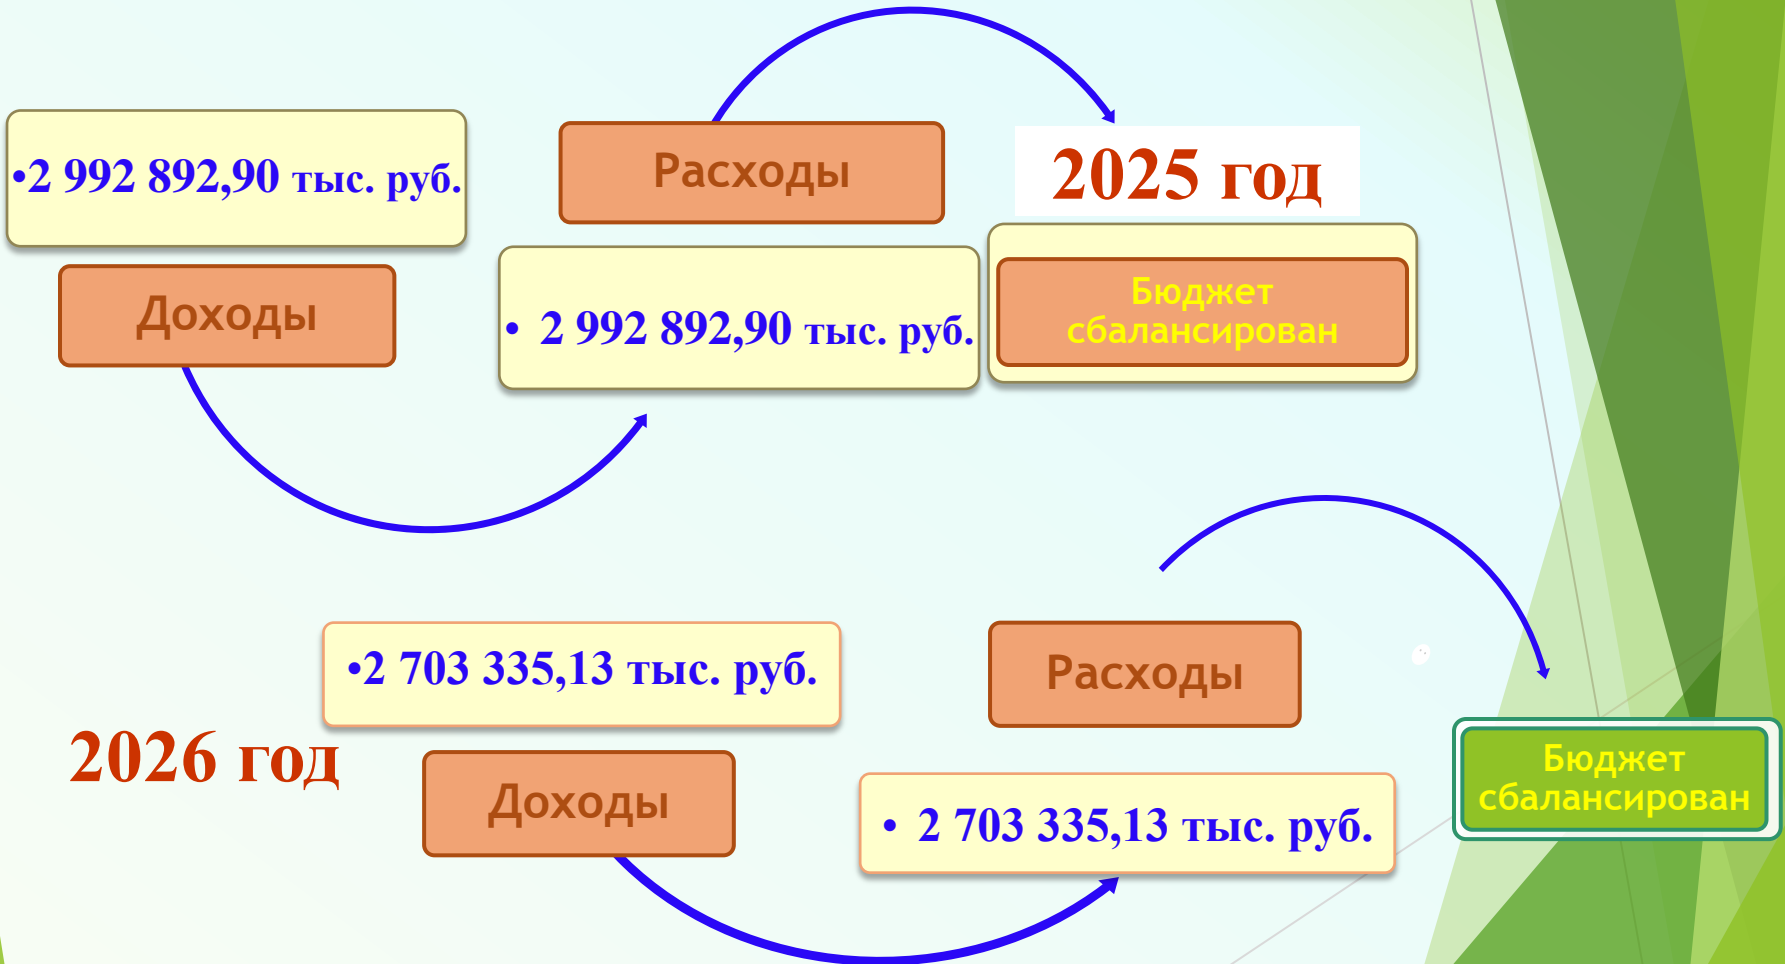 •2 992 892,90 тыс. руб.
Доходы
Расходы
• 2 992 892,90 тыс. руб.
2025 год
Бюджет
сбалансирован
2026 год
•2 703 335,13 тыс. руб.
Доходы
Расходы
• 2 703 335,13 тыс. руб.
Бюджет
сбалансирован